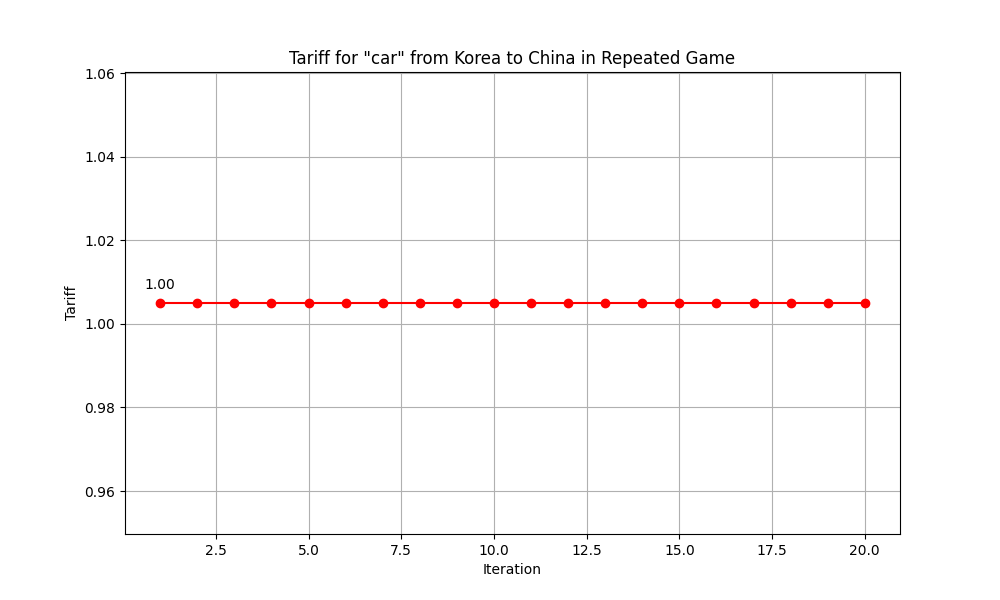 Tariff for "car" from Korea to China in Repeated Game
1.06
1.04
1.02
1.00
0.98
0.96
Tariff
1.00
2.5 5.0 7.5 10.0 12.5 15.0 17.5 20.0
Iteration